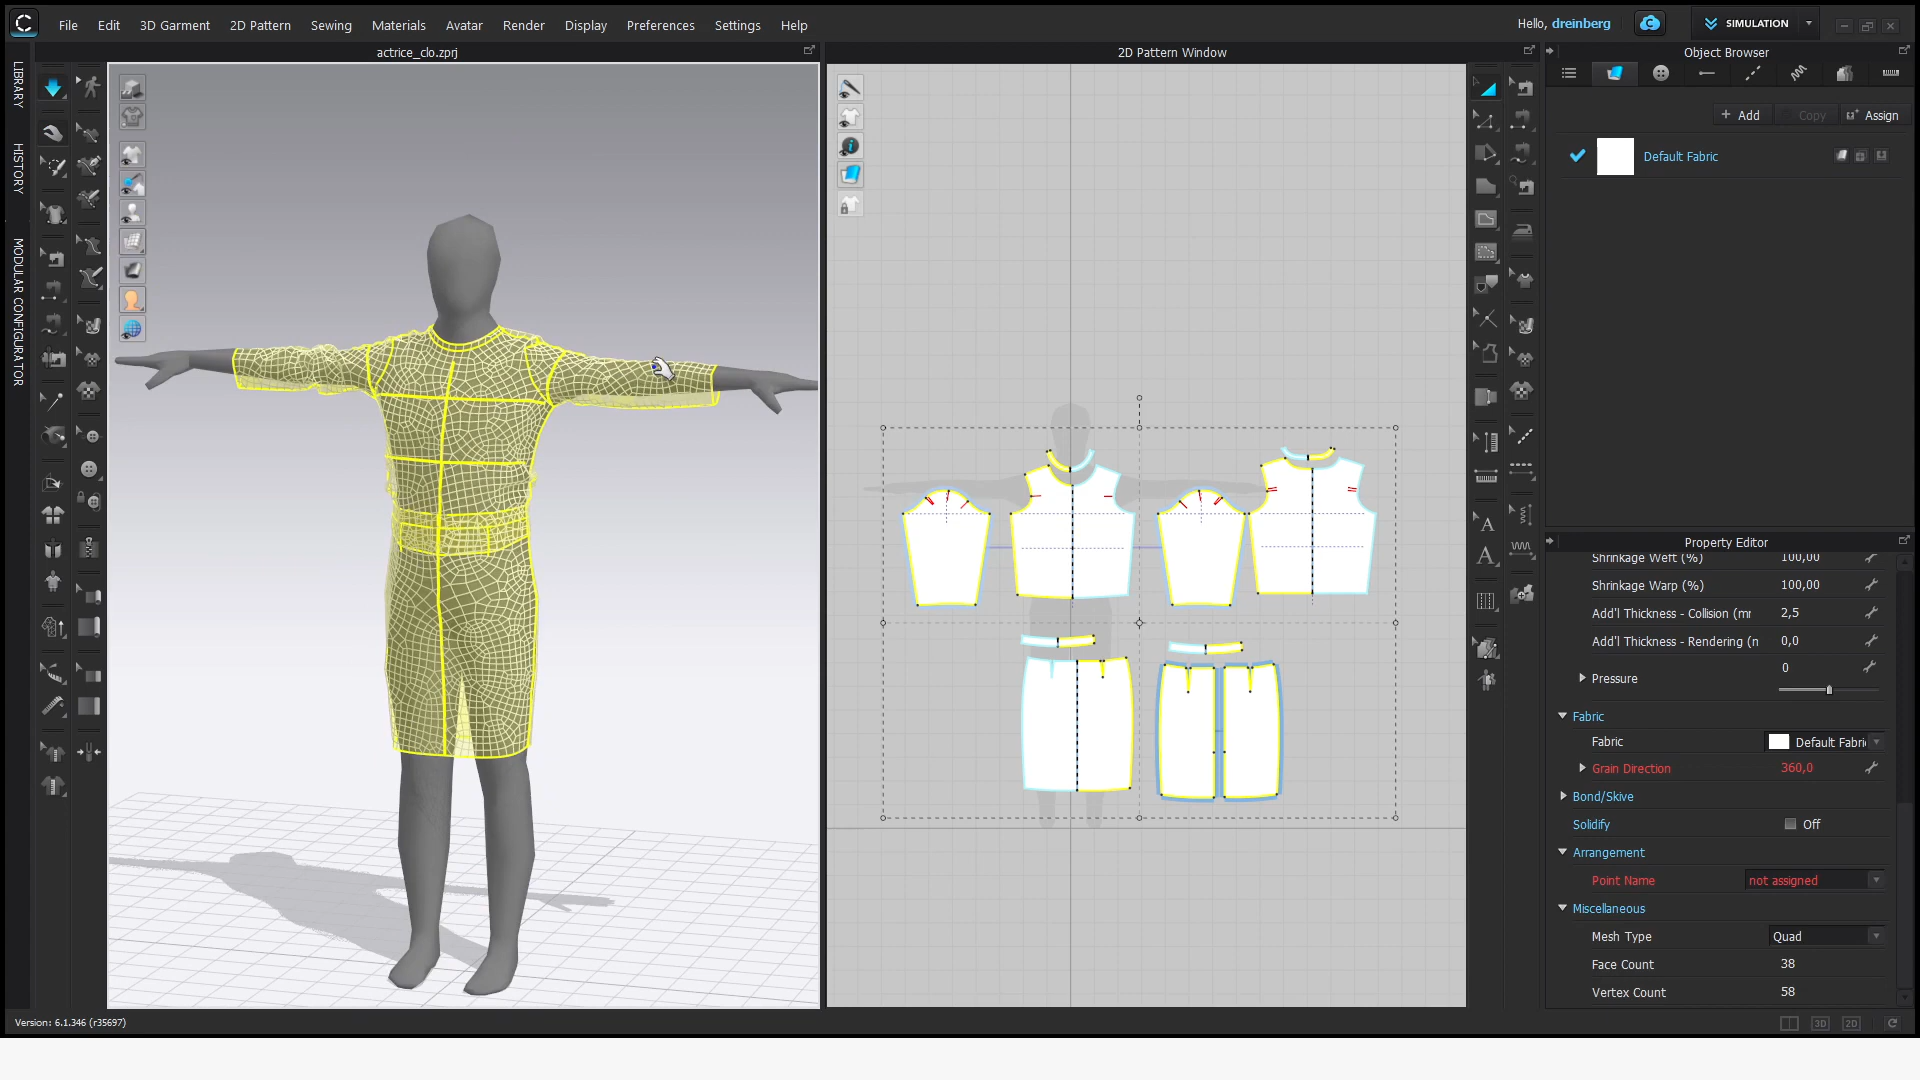 File Edit 3D Garment 2D Pattern Sewing Materials Avatar Render Display Preferences Settings Help
Hello, dreinberg
SIMULATION
actrice_clo.zprj
2D Pattern Window
Object Browser
LIBRARY
HISTORY
MODULAR CONFIGURATOR
+ Add
Copy
Assign
Default Fabric
Property Editor
Shrinkage Weft (%) 100,00
Shrinkage Warp (%) 100,00
Add'l Thickness - Collision (mr 2,5
Add'l Thickness - Rendering (n 0,0
Pressure 0
Fabric
Fabric Default Fabri
Grain Direction 360,0
Bond/Skive
Solidify Off
Arrangement
Point Name not assigned
Miscellaneous
Mesh Type Quad
Face Count 38
Vertex Count 58
Version: 6.1.346 (r35697)
3D
2D